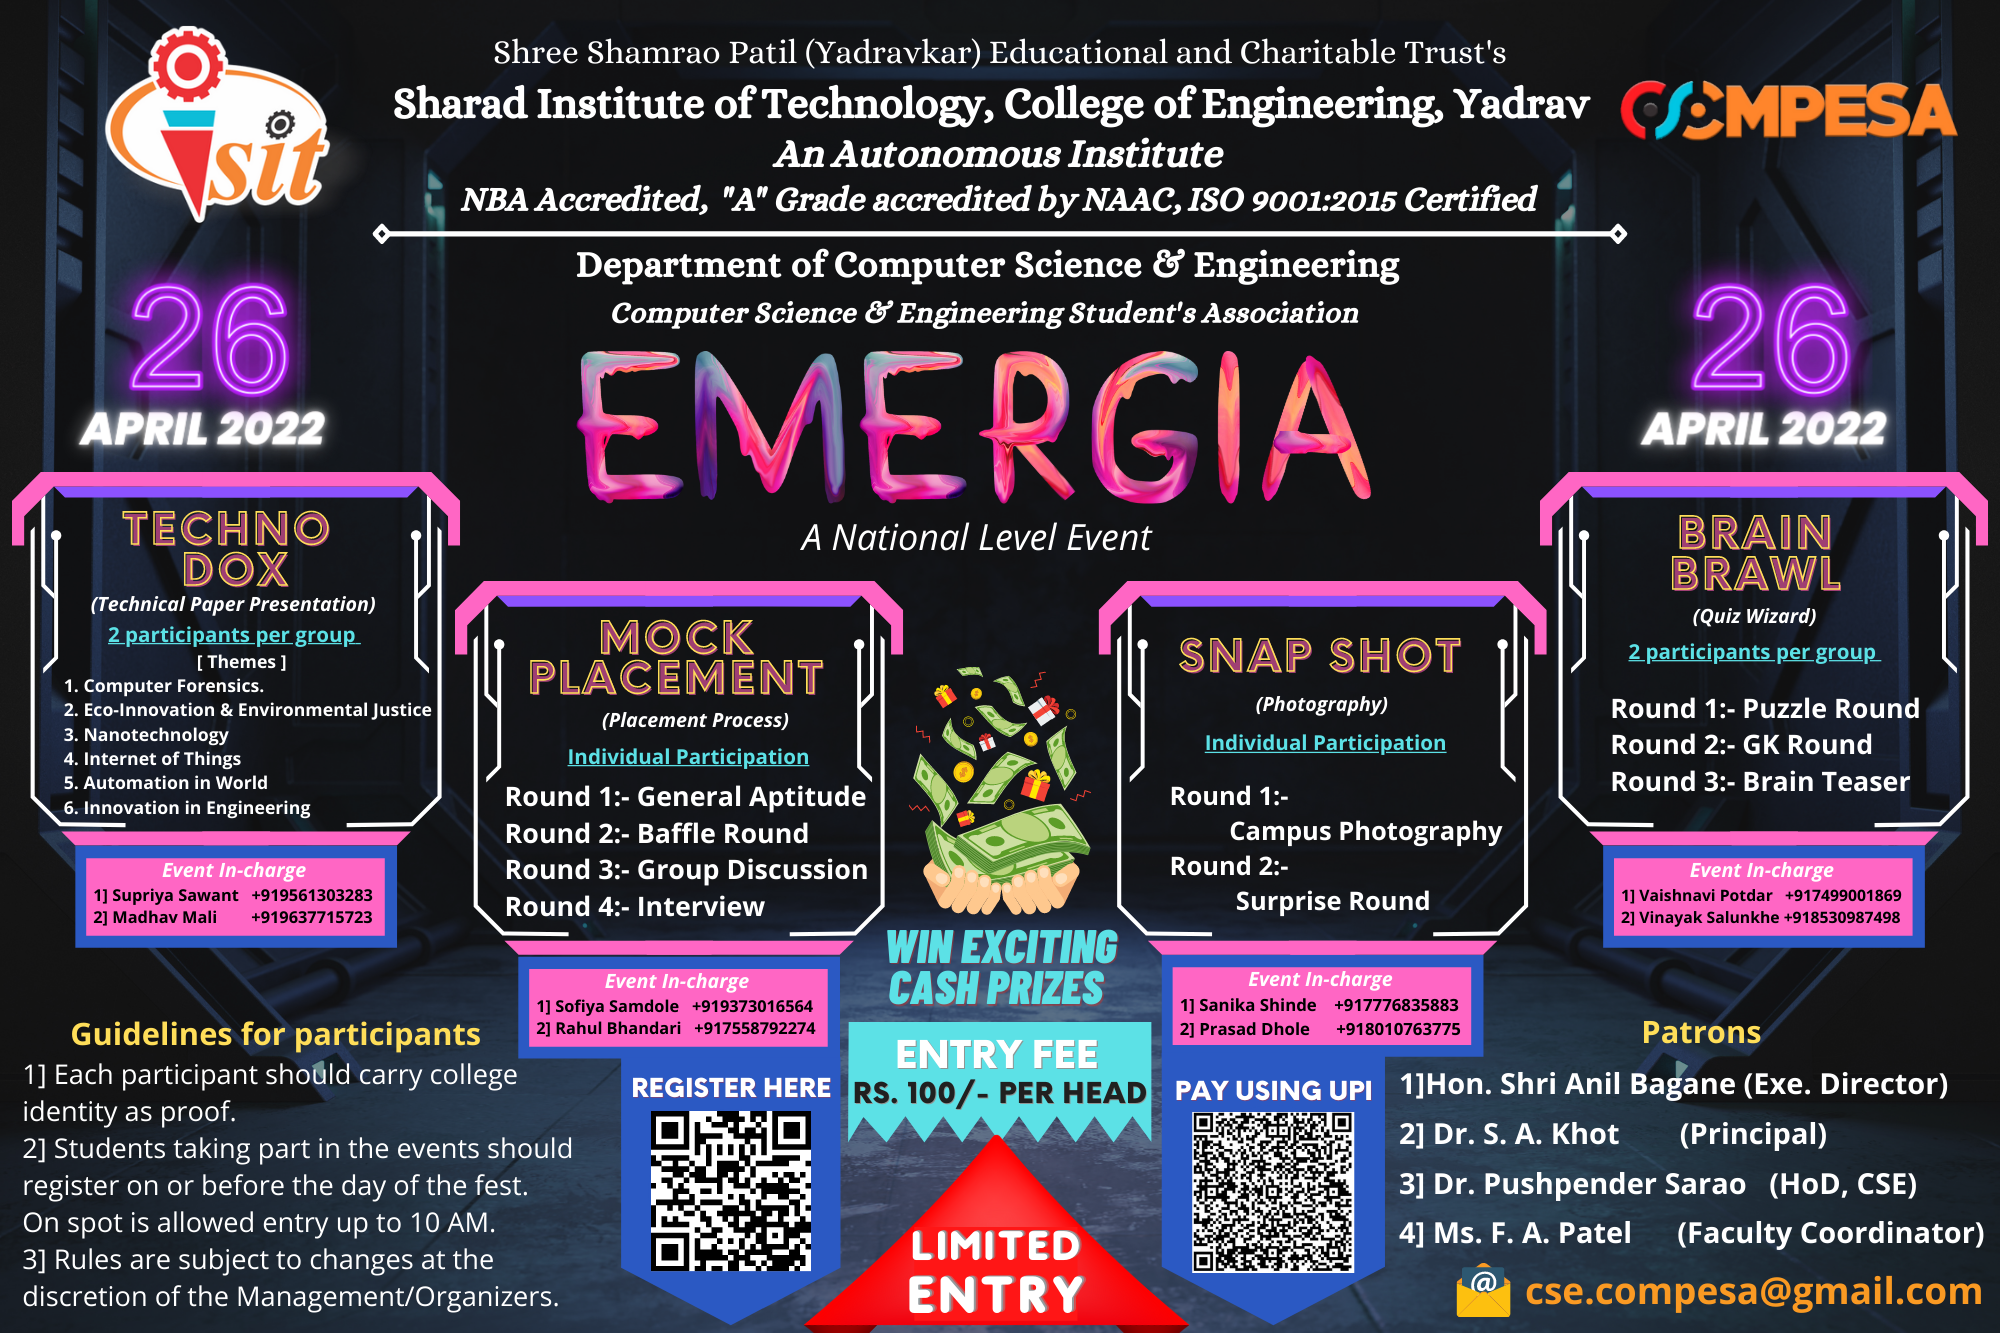 Shree Shamrao Patil (Yadravkar) Educational and Charitable Trust's
Sharad Institute of Technology, College of Engineering, Yadrav
An Autonomous Institute
NBA Accredited, "A" Grade accredited by NAAC, ISO 9001:2015 Certified
sit
COMPESA
Department of Computer Science & Engineering
Computer Science & Engineering Student's Association
26
APRIL 2022
EMERGIA
A National Level Event
26
APRIL 2022
TECHNO
DOX
(Technical Paper Presentation)
2 participants per group
[ Themes ]
1. Computer Forensics.
2. Eco-Innovation & Environmental Justice
3. Nanotechnology
4. Internet of Things
5. Automation in World
6. Innovation in Engineering
Event In-charge
1] Supriya Sawant +919561303283
2] Madhav Mali +919637715723
MOCK
PLACEMENT
(Placement Process)
Individual Participation
Round 1:- General Aptitude
Round 2:- Baffle Round
Round 3:- Group Discussion
Round 4:- Interview
Event In-charge
1] Sofiya Samdole +919373016564
2] Rahul Bhandari +917558792274
WIN EXCITING
CASH PRIZES
SNAP SHOT
(Photography)
Individual Participation
Round 1:-
Campus Photography
Round 2:-
Surprise Round
Event In-charge
1] Sanika Shinde +917776835883
2] Prasad Dhole +918010763775
BRAIN
BRAWL
(Quiz Wizard)
2 participants per group
Round 1:- Puzzle Round
Round 2:- GK Round
Round 3:- Brain Teaser
Event In-charge
1] Vaishnavi Potdar +917499001869
2] Vinayak Salunkhe +918530987498
Guidelines for participants
1] Each participant should carry college
identity as proof.
2] Students taking part in the events should
register on or before the day of the fest.
On spot is allowed entry up to 10 AM.
3] Rules are subject to changes at the
discretion of the Management/Organizers.
REGISTER HERE
ENTRY FEE
RS. 100/- PER HEAD
LIMITED
ENTRY
PAY USING UPI
Patrons
1]Hon. Shri Anil Bagane (Exe. Director)
2] Dr. S. A. Khot (Principal)
3] Dr. Pushpender Sarao (HoD, CSE)
4] Ms. F. A. Patel (Faculty Coordinator)
@ cse.compesa@gmail.com